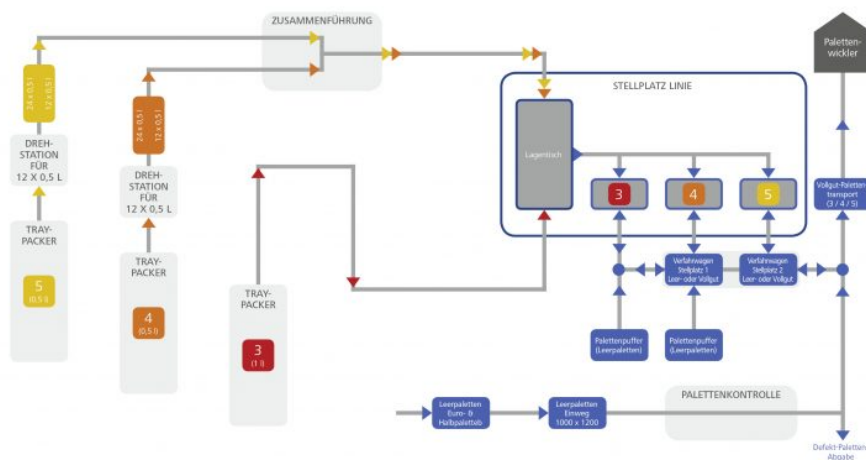 ZUSAMMENFÜHRUNG
24 x 0,5 l
12 x 0,5 l
DREH-
STATION
FÜR
12 X 0,5 L
TRAY-
PACKER
5
(0,5 l)
24 x 0,5 l
12 x 0,5 l
DREH-
STATION
FÜR
12 X 0,5 L
TRAY-
PACKER
4
(0,5 l)
TRAY-
PACKER
3
(1 l)
STELLPLATZ LINIE
Lagentisch
3
4
5
Verfahrwagen
Stellplatz 1
Leer- oder Vollgut
Verfahrwagen
Stellplatz 2
Leer- oder Vollgut
Palettenpuffer
(Leerpaletten)
Palettenpuffer
(Leerpaletten)
Paletten-
wickler
Vollgut-Paletten
transport
(3 / 4 / 5)
Leerpaletten
Euro- &
Halbpaletteb
Leerpaletten
Einweg
1000 x 1200
PALETTENKONTROLLE
Defekt-Paletten
Abgabe